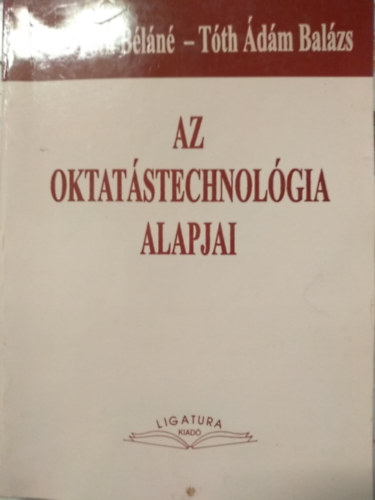 Béláné – Tóth Ádám Balázs
AZ
OKTATÁSTECHNOLÓGIA
ALAPJAI
LIGATURA
KIADÓ